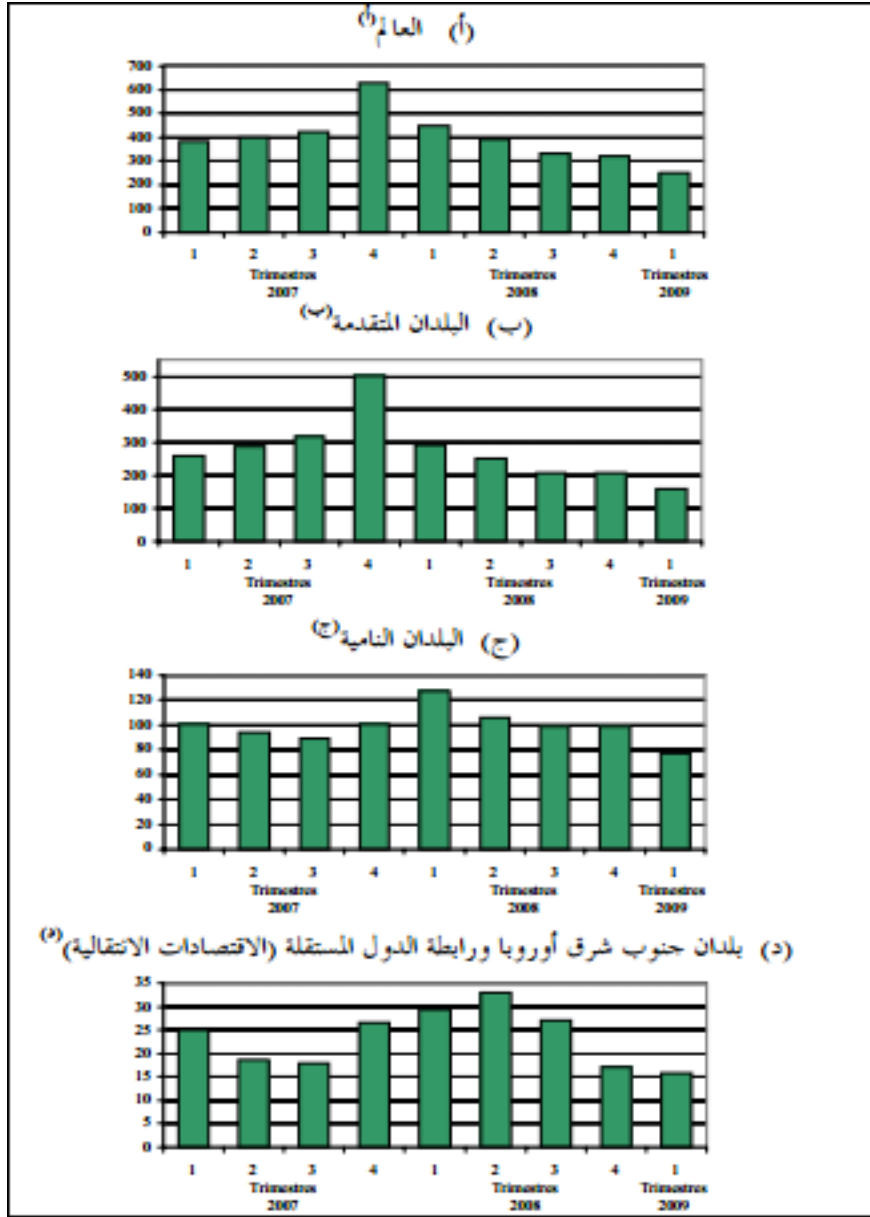 (أ) العالم(أ)
700
600
500
400
300
200
100
0
1 2 3 4 1 2 3 4 1
Trimestres Trimestres Trimestres
2007 2008 2009
(ب) البلدان المتقدمة(ب)
500
400
300
200
100
0
1 2 3 4 1 2 3 4 1
Trimestres Trimestres Trimestres
2007 2008 2009
(ج) البلدان النامية(ج)
140
120
100
80
60
40
20
0
1 2 3 4 1 2 3 4 1
Trimestres Trimestres Trimestres
2007 2008 2009
(د) بلدان جنوب شرق أوروبا ورابطة الدول المستقلة (الاقتصادات الانتقالية)(د)
35
30
25
20
15
10
5
0
1 2 3 4 1 2 3 4 1
Trimestres Trimestres Trimestres
2007 2008 2009